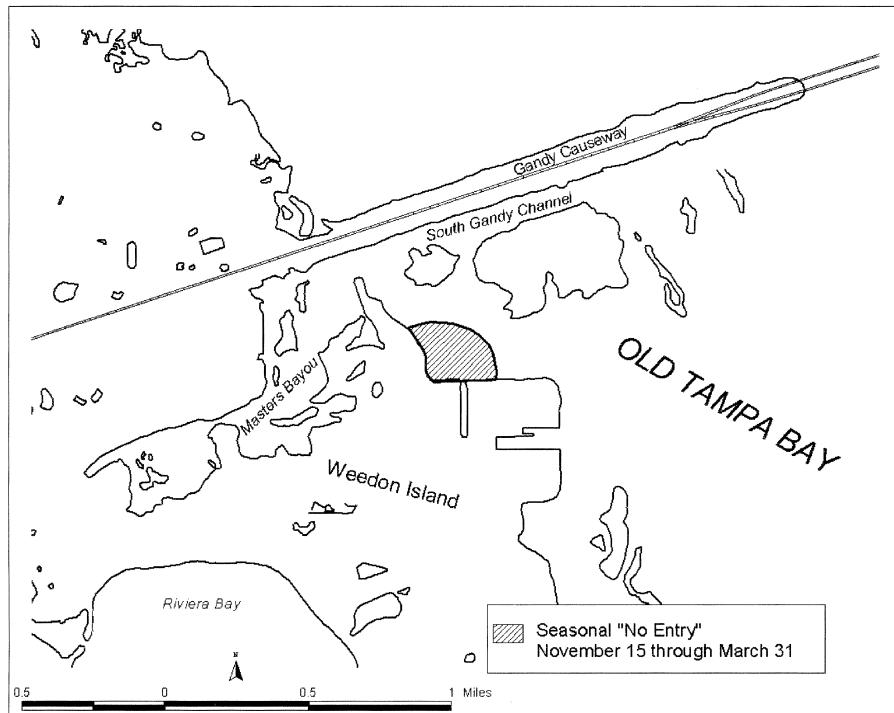 Gandy Causeway
South Gandy Channel
OLD TAMPA BAY
Masters Bayou
Weedon Island
Riviera Bay
Seasonal "No Entry"
November 15 through March 31
N
0.5 0 0.5 1 Miles